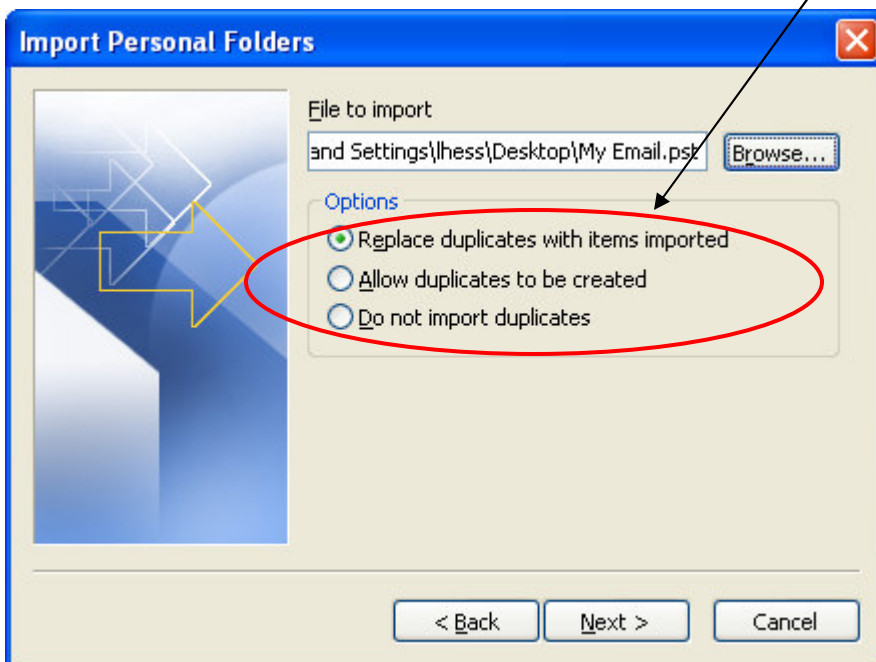 Import Personal Folders
File to import
and Settings\lhess\Desktop\My Email.pst
Browse...
Options
Replace duplicates with items imported
Allow duplicates to be created
Do not import duplicates
< Back
Next >
Cancel